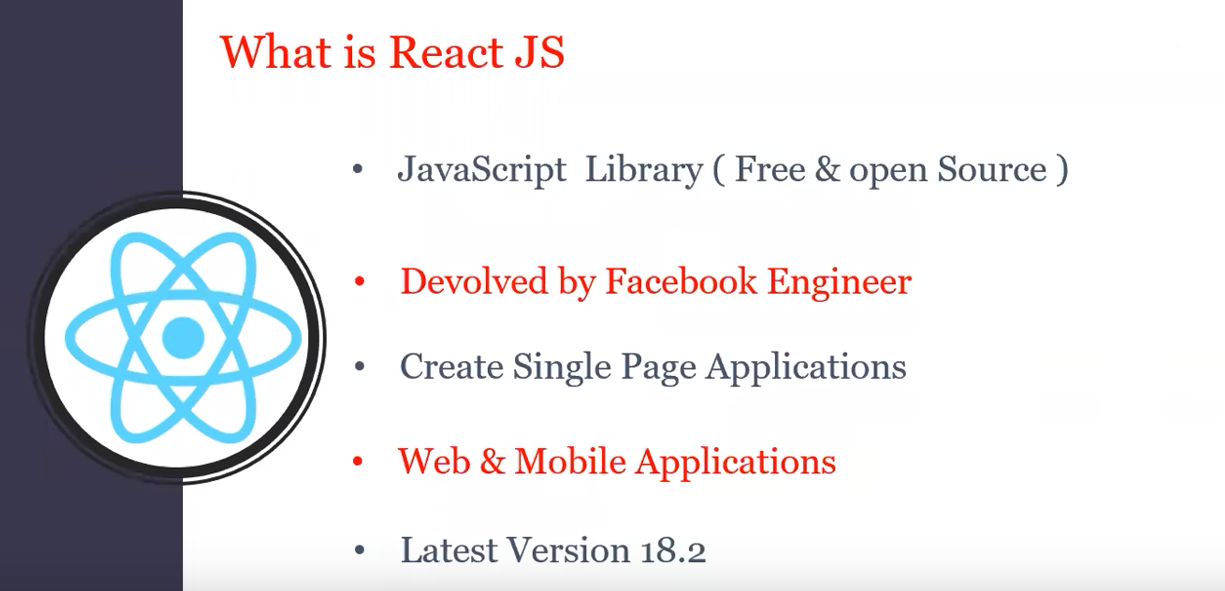 What is React JS
• JavaScript Library ( Free & open Source )
• Devolved by Facebook Engineer
• Create Single Page Applications
• Web & Mobile Applications
• Latest Version 18.2